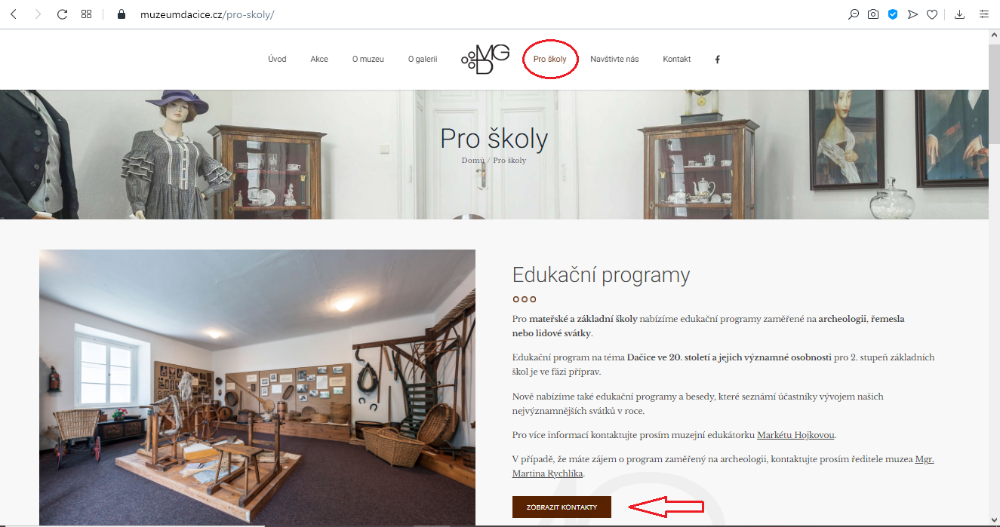 muzeumdacice.cz/pro-skoly/
Úvod Akce O muzeu O galerii MGD Pro školy Navštivte nás Kontakt f
Pro školy
Domů / Pro školy
Edukační programy
Pro mateřské a základní školy nabízíme edukační programy zaměřené na archeologii, řemesla
nebo lidové svátky.
Edukační program na téma Dačice ve 20. století a jejich významné osobnosti pro 2. stupeň základních
škol je ve fázi příprav.
Nově nabízíme také edukační programy a besedy, které seznámí účastníky vývojem našich
nejvýznamnějších svátků v roce.
Pro více informací kontaktujte prosím muzejní edukátorku Markétu Hojkovou.
V případě, že máte zájem o program zaměřený na archeologii, kontaktujte prosím ředitele muzea Mgr.
Martina Rychlíka.
ZOBRAZIT KONTAKTY